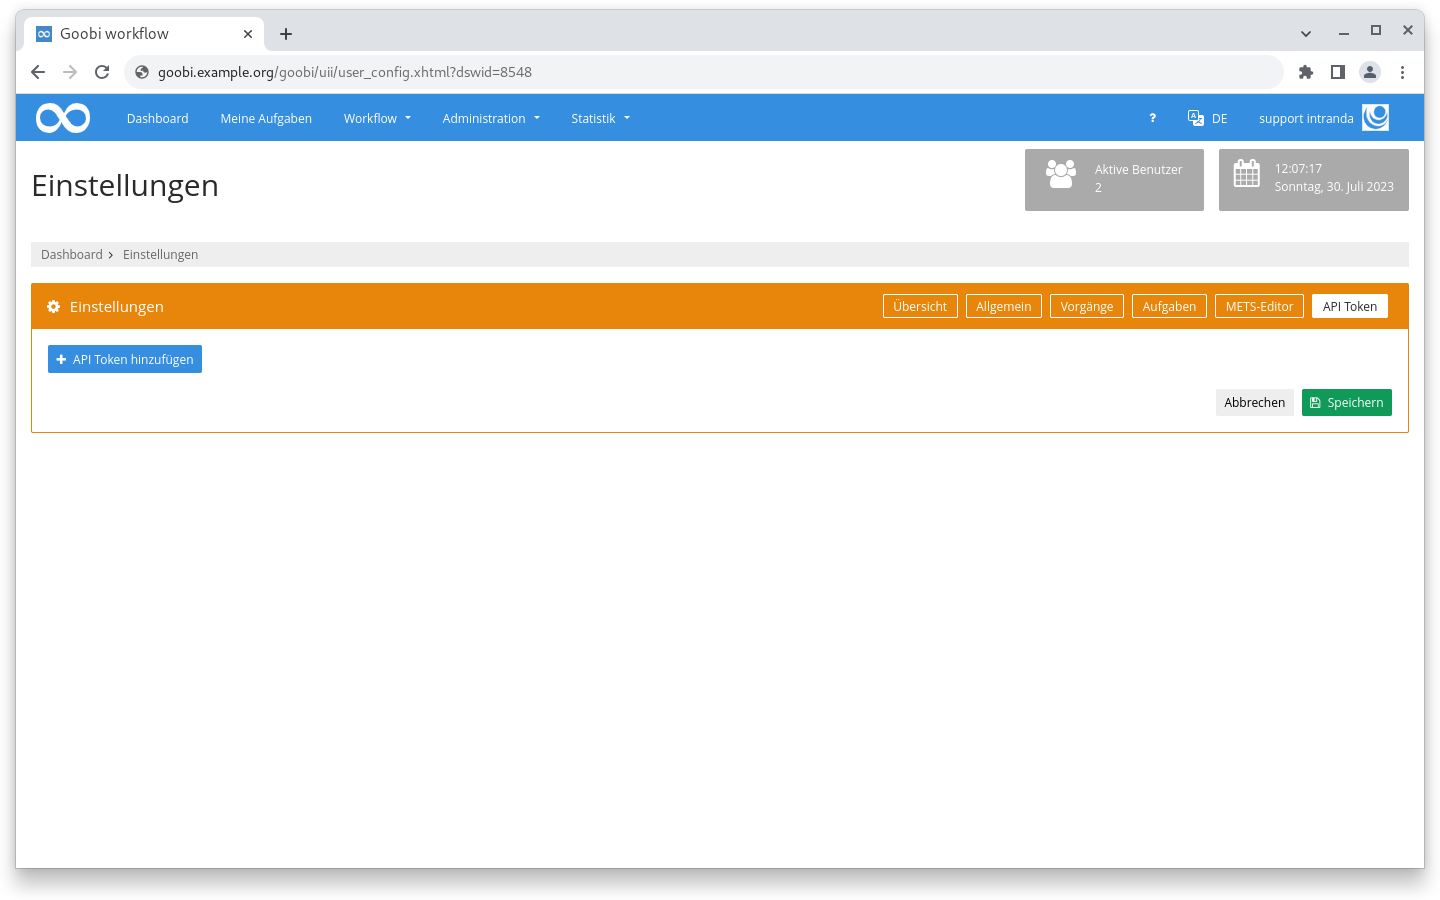 Goobi workflow
goobi.example.org/goobi/uii/user_config.xhtml?dswid=8548
Dashboard Meine Aufgaben Workflow Administration Statistik ? DE support intranda
Einstellungen
Aktive Benutzer
2
12:07:17
Sonntag, 30. Juli 2023
Dashboard Einstellungen
Einstellungen Übersicht Allgemein Vorgänge Aufgaben METS-Editor API Token
API Token hinzufügen
Abbrechen Speichern